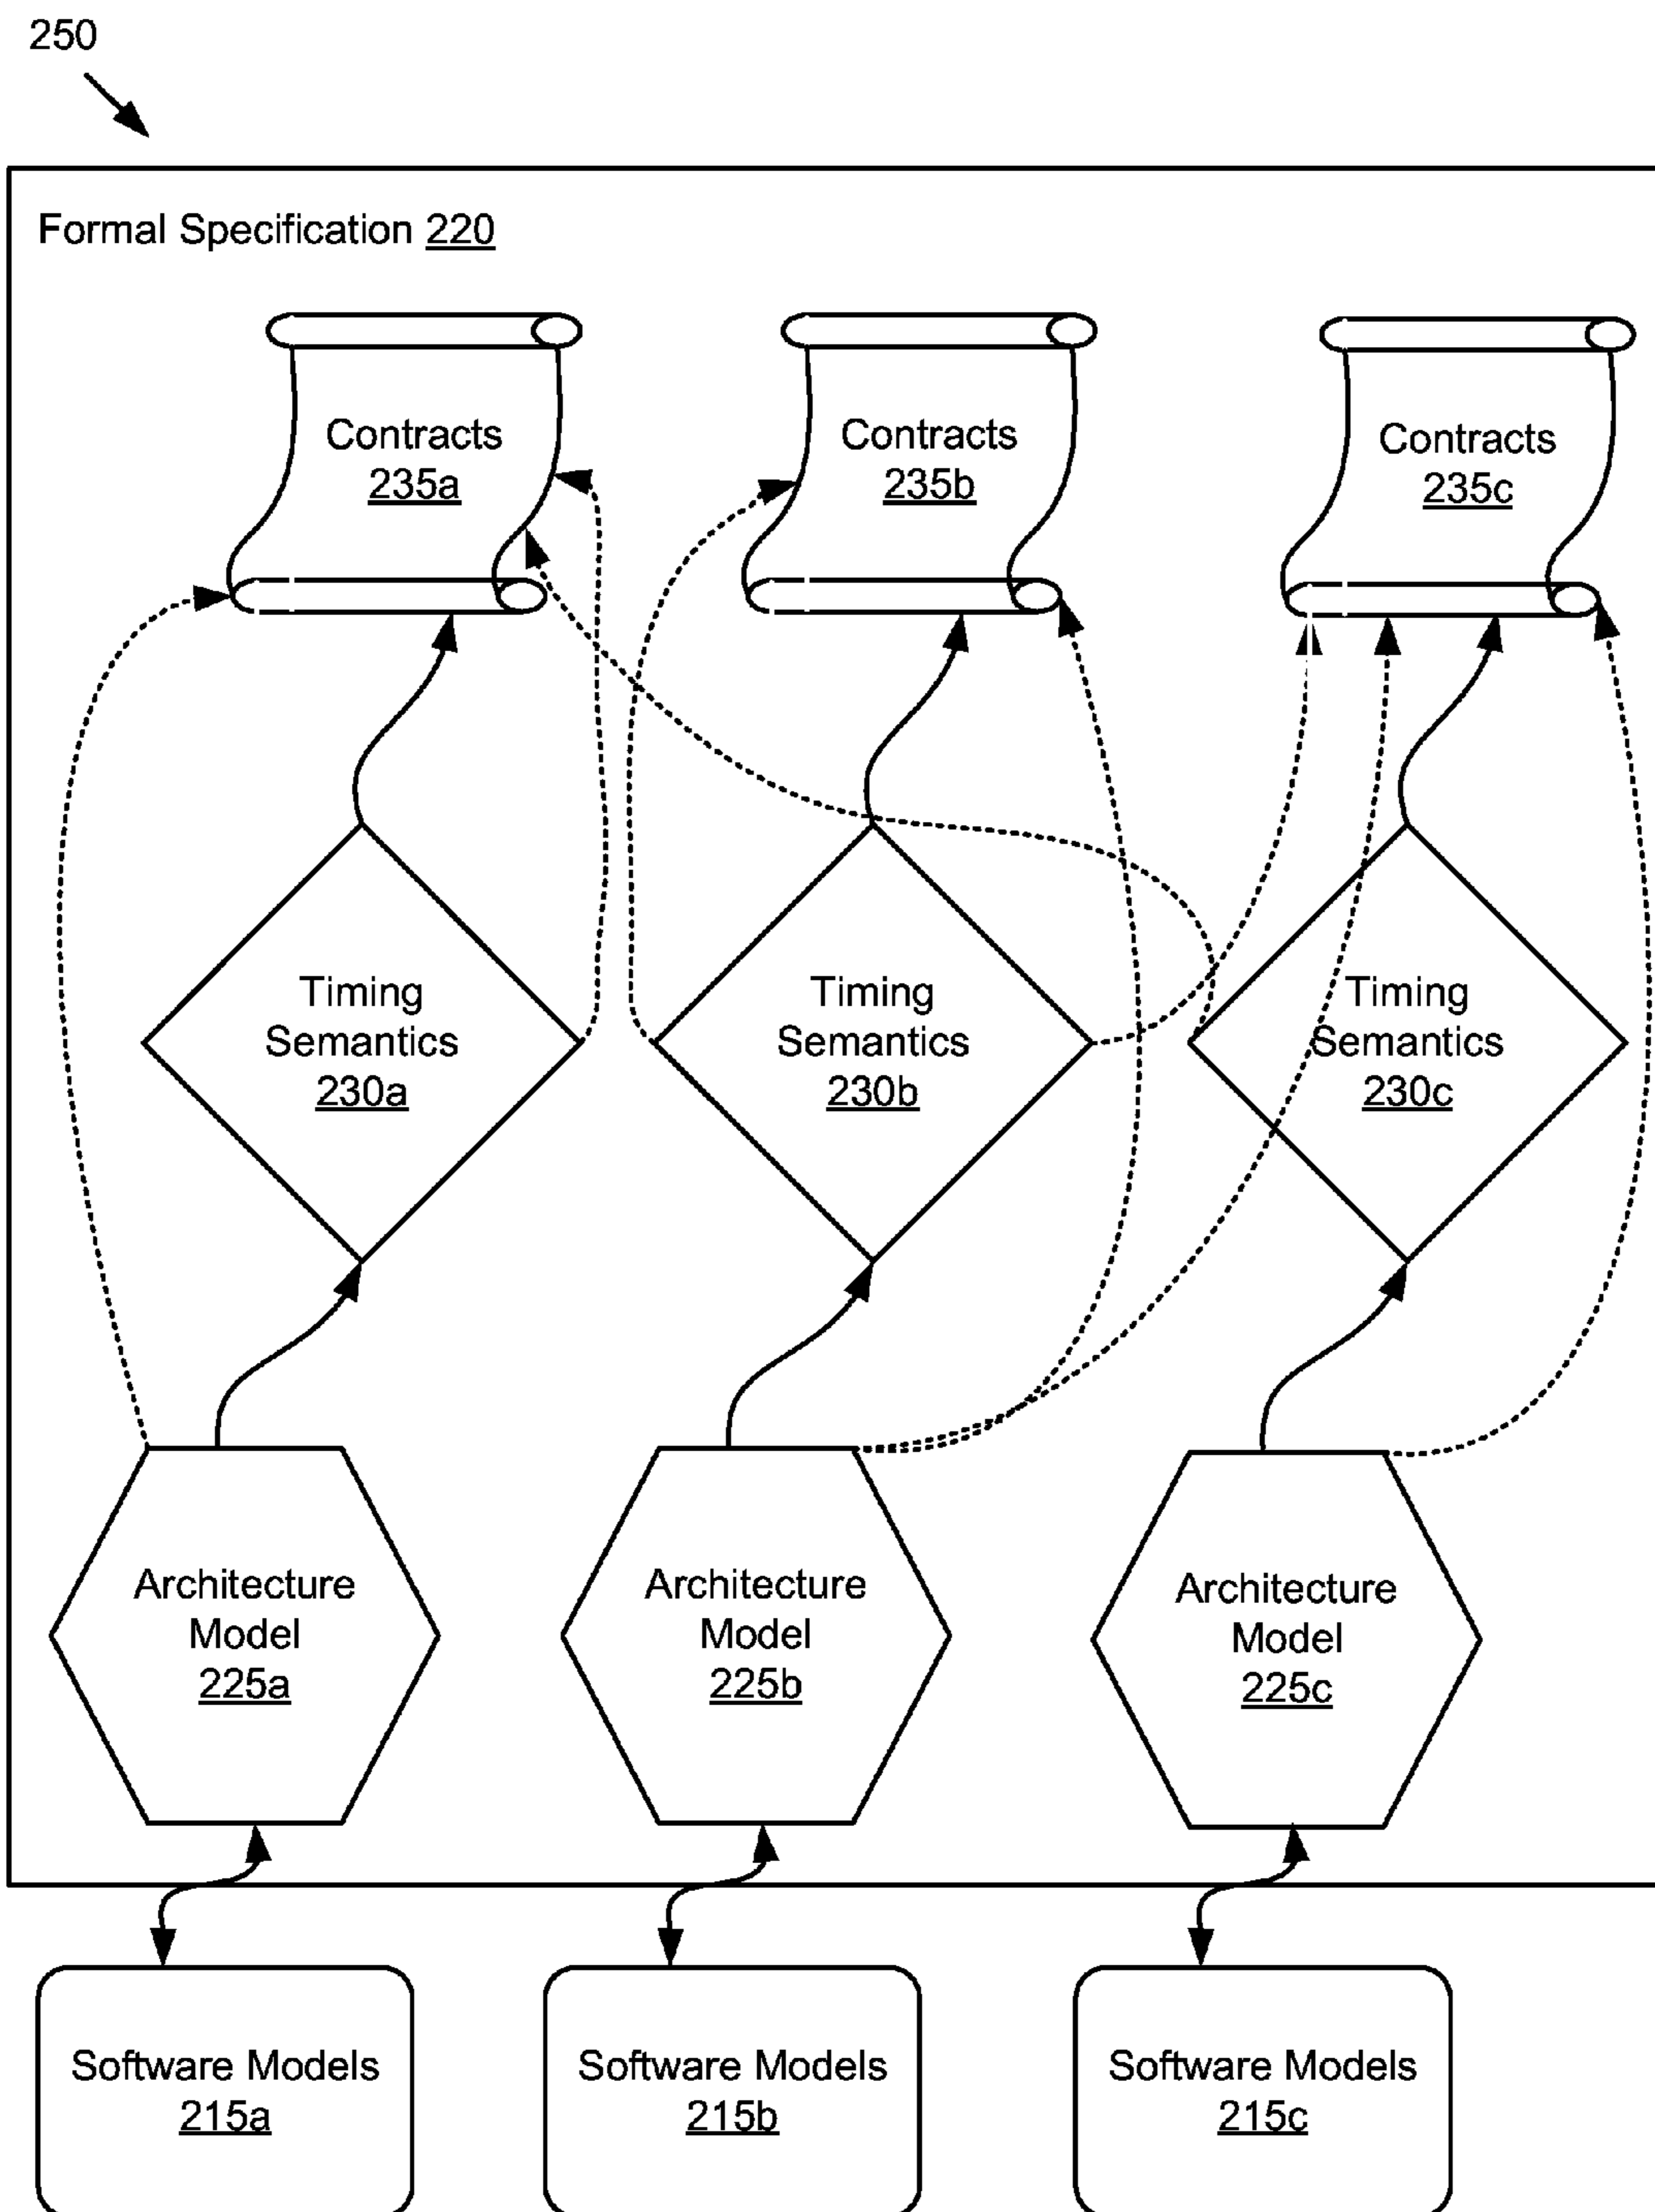 250
Formal Specification 220
Contracts
235a
Contracts
235b
Contracts
235c
Timing
Semantics
230a
Timing
Semantics
230b
Timing
Semantics
230c
Architecture
Model
225a
Architecture
Model
225b
Architecture
Model
225c
Software Models
215a
Software Models
215b
Software Models
215c